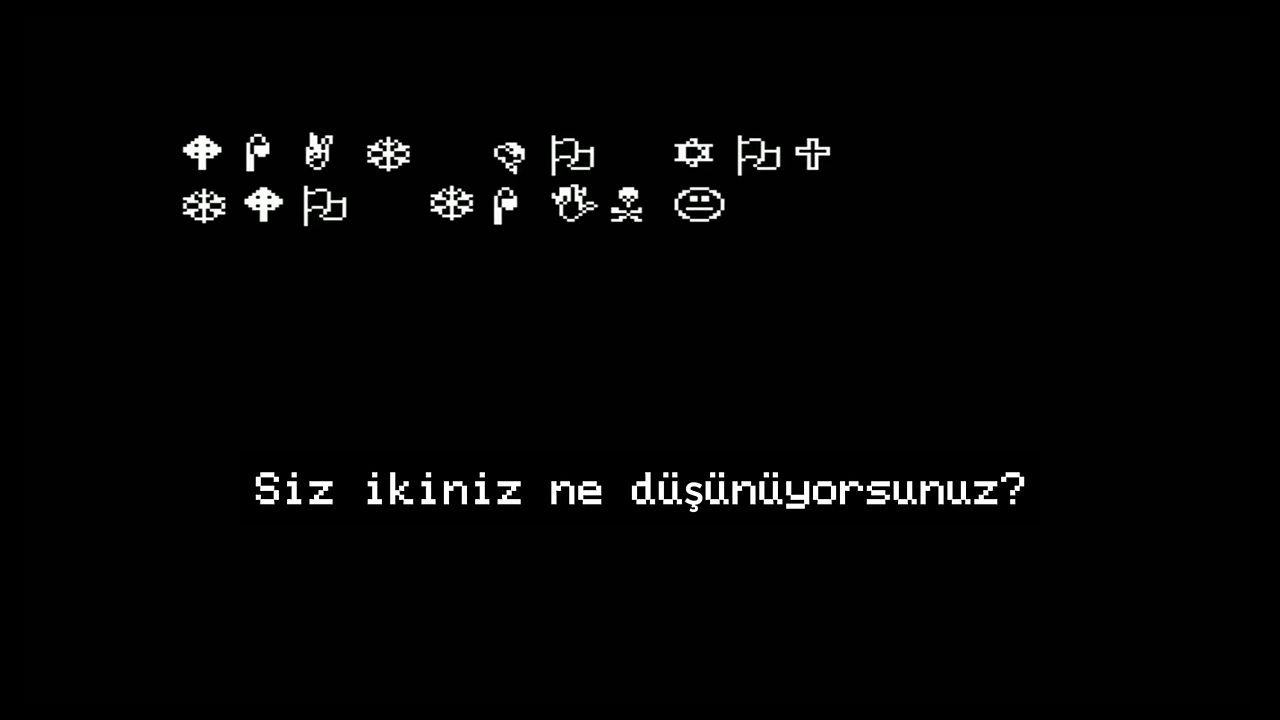 🕈☟✌❄ 👎⚐ ✡⚐🕆
❄🕈⚐ ❄☟✋☠😐
Siz ikiniz ne düşünüyorsunuz?